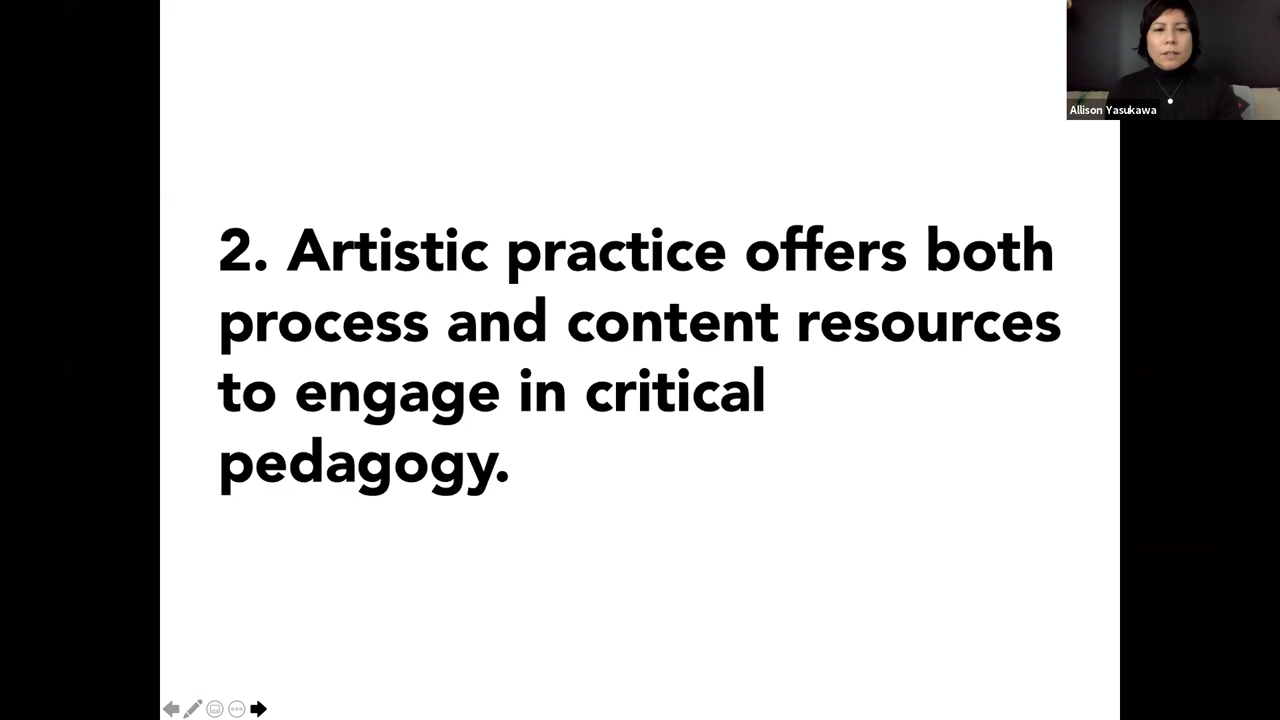 Allison Yasukawa
2. Artistic practice offers both
process and content resources
to engage in critical
pedagogy.